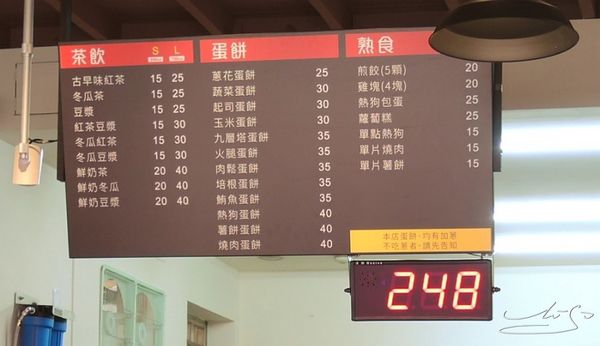 茶飲 S L
古早味紅茶 15 25
冬瓜茶 15 25
豆漿 15 25
紅茶豆漿 15 30
冬瓜紅茶 15 30
冬瓜豆漿 15 30
鮮奶茶 20 40
鮮奶冬瓜 20 40
鮮奶豆漿 20 40
蛋餅
蔥花蛋餅 25
蔬菜蛋餅 30
起司蛋餅 30
玉米蛋餅 30
九層塔蛋餅 30
火腿蛋餅 35
肉鬆蛋餅 35
培根蛋餅 35
鮪魚蛋餅 35
熱狗蛋餅 40
薯餅蛋餅 40
燒肉蛋餅 40
熟食
煎餃(5顆) 20
雞塊(4塊) 20
熱狗包蛋 25
蘿蔔糕 25
單點熱狗 15
單片燒肉 15
單片薯餅 15
本店蛋餅,均有加蔥
不吃蔥者,請先告知
248